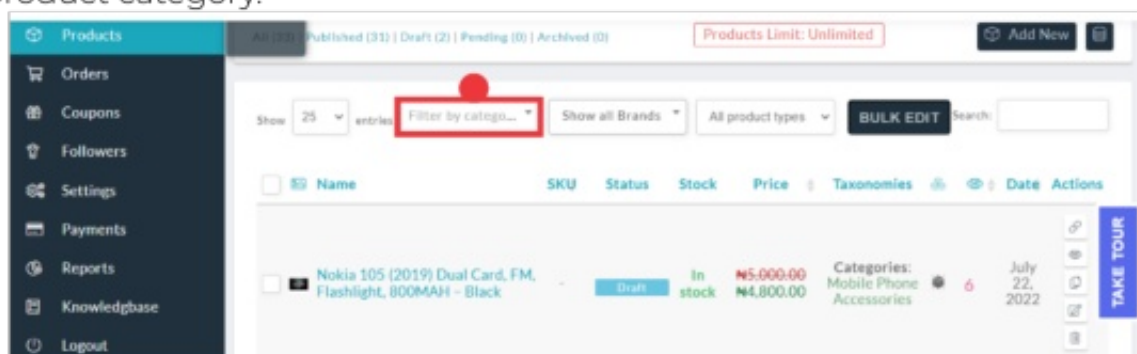 product category.
Products
Orders
Coupons
Followers
Settings
Payments
Reports
Knowledgbase
Logout
Published (31) | Draft (2) | Pending (0) | Archived (0)
Products Limit: Unlimited
Add New
Show 25 entries Filter by catego... Show all Brands All product types BULK EDIT Search:
Name SKU Status Stock Price Taxonomies Date Actions
Nokia 105 (2019) Dual Card, FM,
Flashlight, 800MAH – Black
-
Draft
In
stock
₦5,000.00
₦4,800.00
Categories:
Mobile Phone
Accessories
6
July
22,
2022
TAKE TOUR